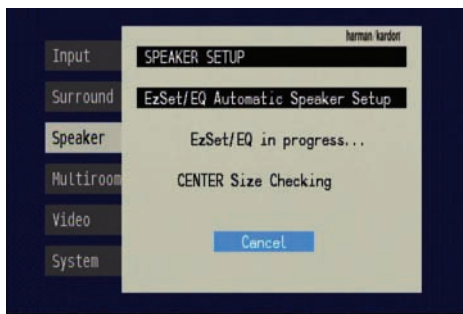 harman/kardon
Input
Surround
Speaker
Multiroom
Video
System
SPEAKER SETUP
EzSet/EQ Automatic Speaker Setup
EzSet/EQ in progress...
CENTER Size Checking
Cancel